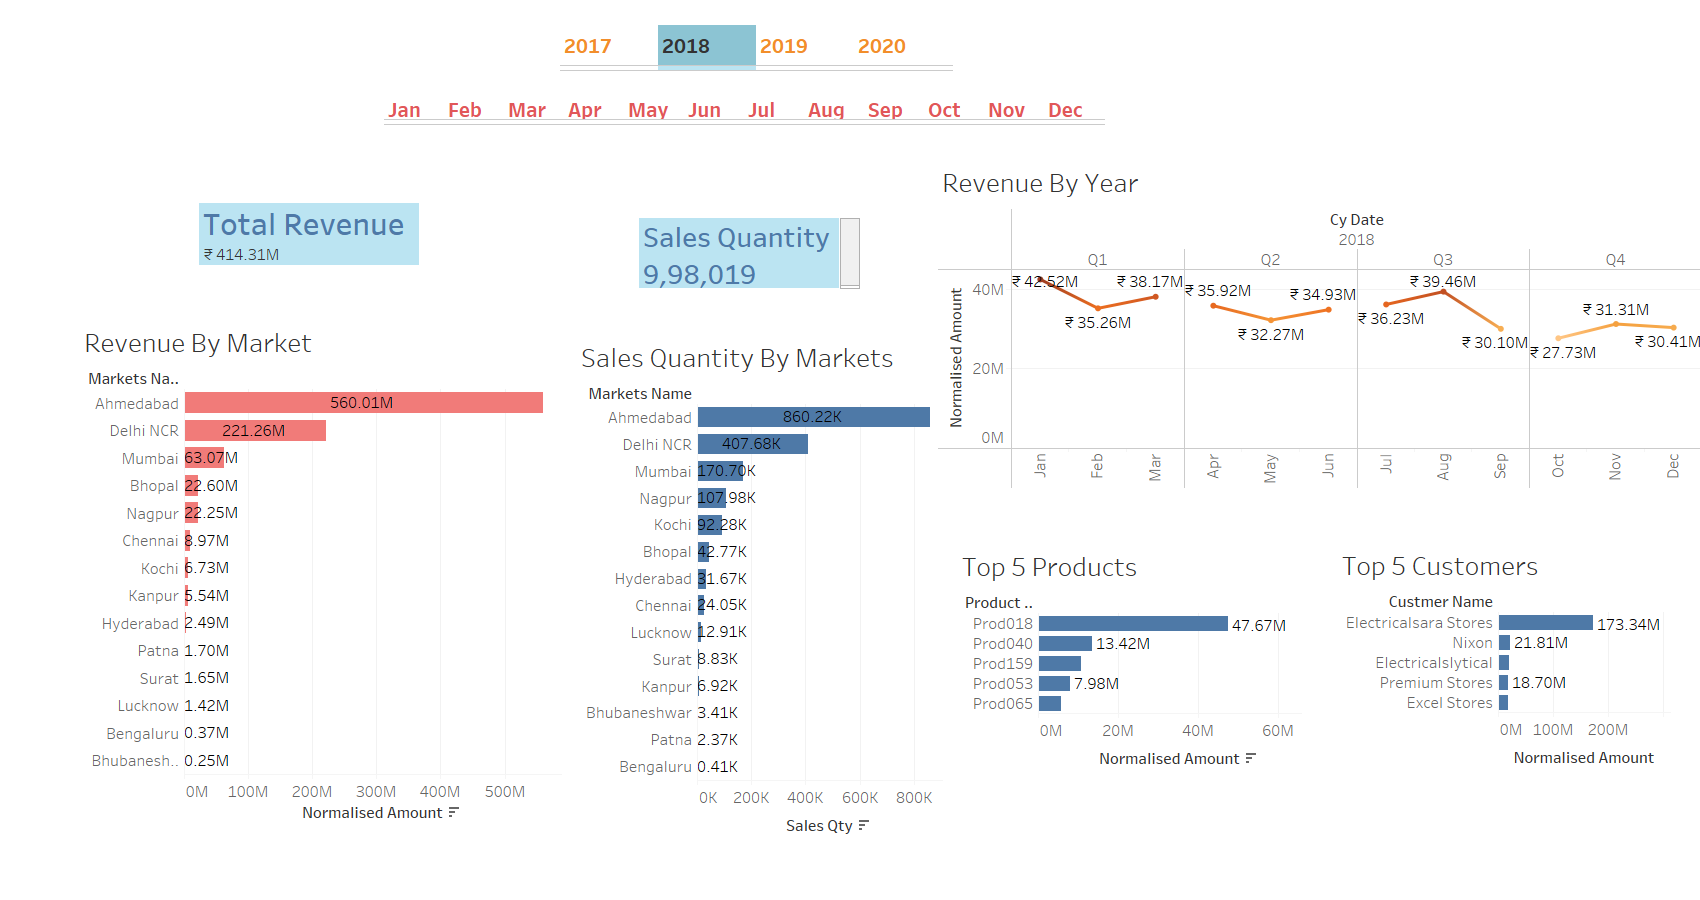 2017 2018 2019 2020
Jan Feb Mar Apr May Jun Jul Aug Sep Oct Nov Dec
Total Revenue
₹ 414.31M
Sales Quantity
9,98,019
Revenue By Market
Markets Na..
Ahmedabad 560.01M
Delhi NCR 221.26M
Mumbai 63.07M
Bhopal 22.60M
Nagpur 22.25M
Chennai 8.97M
Kochi 6.73M
Kanpur 5.54M
Hyderabad 2.49M
Patna 1.70M
Surat 1.65M
Lucknow 1.42M
Bengaluru 0.37M
Bhubanesh.. 0.25M
0M 100M 200M 300M 400M 500M
Normalised Amount
Sales Quantity By Markets
Markets Name
Ahmedabad 860.22K
Delhi NCR 407.68K
Mumbai 170.70K
Nagpur 107.98K
Kochi 92.28K
Bhopal 42.77K
Hyderabad 31.67K
Chennai 24.05K
Lucknow 12.91K
Surat 8.83K
Kanpur 6.92K
Bhubaneshwar 3.41K
Patna 2.37K
Bengaluru 0.41K
0K 200K 400K 600K 800K
Sales Qty
Revenue By Year
Cy Date
2018
Q1 Q2 Q3 Q4
Normalised Amount
40M
20M
0M
₹ 42.52M
₹ 35.26M
₹ 38.17M
₹ 35.92M
₹ 32.27M
₹ 34.93M
₹ 36.23M
₹ 39.46M
₹ 30.10M
₹ 27.73M
₹ 31.31M
₹ 30.41M
Jan Feb Mar Apr May Jun Jul Aug Sep Oct Nov Dec
Top 5 Products
Product ..
Prod018 47.67M
Prod040 13.42M
Prod159
Prod053 7.98M
Prod065
0M 20M 40M 60M
Normalised Amount
Top 5 Customers
Custmer Name
Electricalsara Stores 173.34M
Nixon 21.81M
Electricalslytical
Premium Stores 18.70M
Excel Stores
0M 100M 200M
Normalised Amount